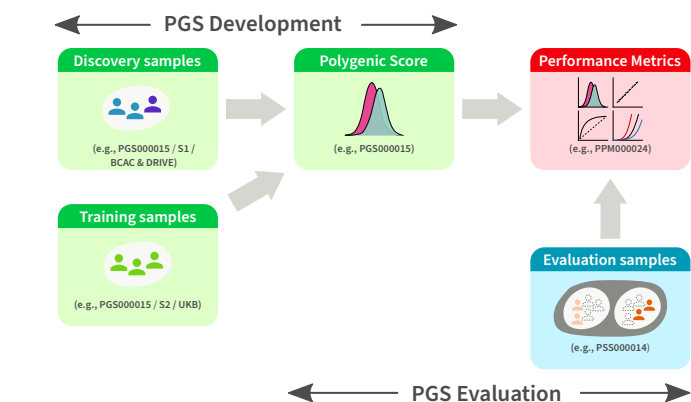 PGS Development
Discovery samples
(e.g., PGS000015 / S1 /
BCAC & DRIVE)
Polygenic Score
(e.g., PGS000015)
Performance Metrics
(e.g., PPM000024)
Training samples
(e.g., PGS000015 / S2 / UKB)
Evaluation samples
(e.g., PSS000014)
PGS Evaluation